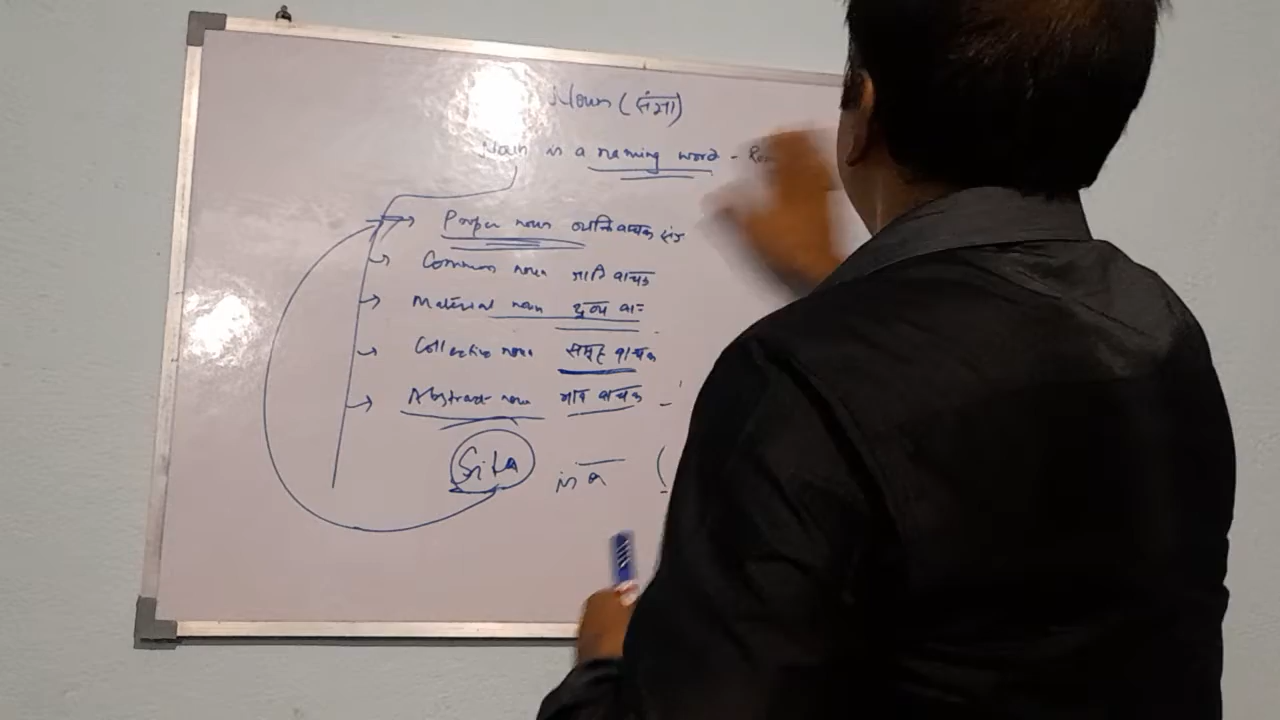 Noun (संज्ञा)
Noun is a naming word -
Proper noun व्यक्तिवाचक संज्ञ
Common noun जाति वाचक
Material noun द्रव्य वाच
Collective noun समूह वाचक
Abstract noun भाव वाचक -
Sita is a (